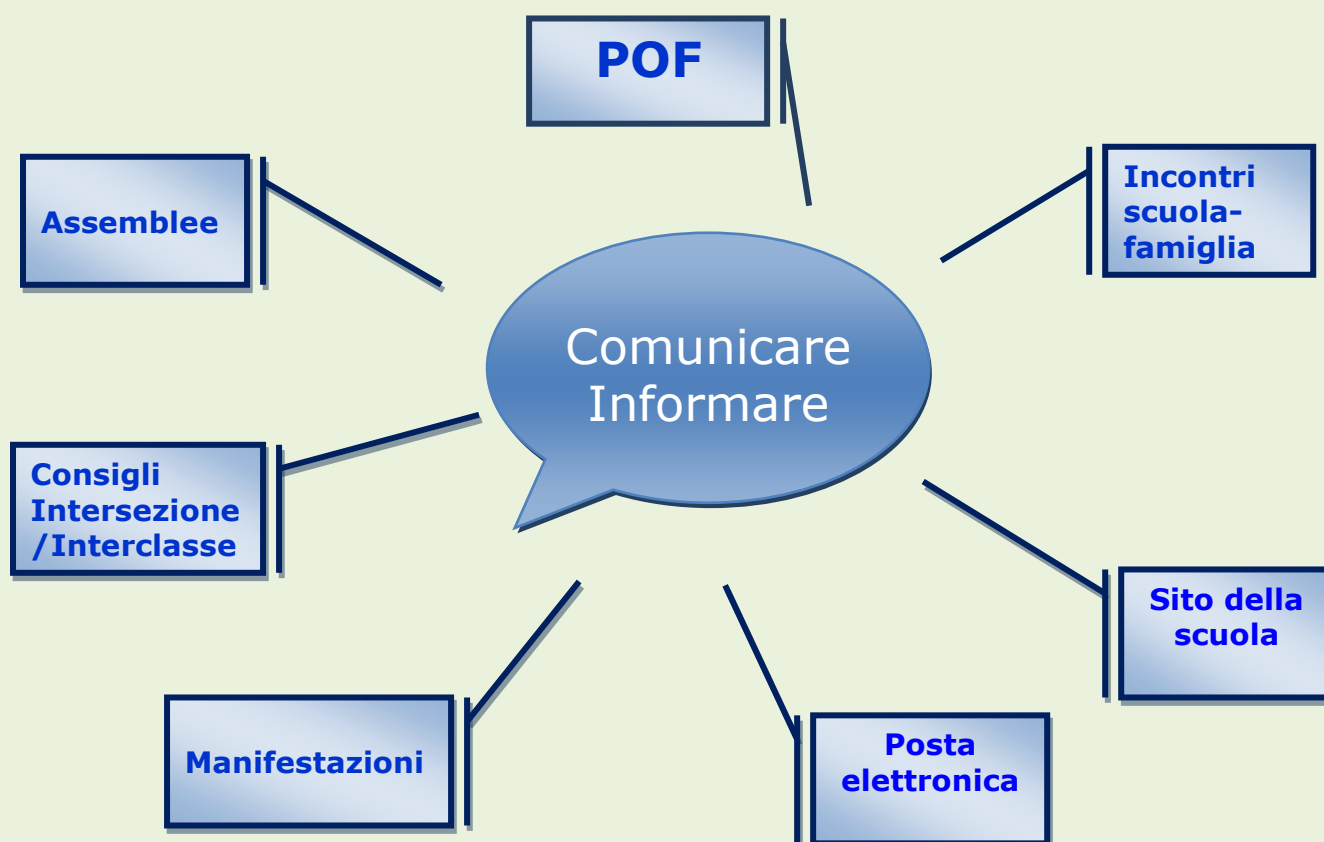 POF
Assemblee
Incontri
scuola-
famiglia
Comunicare
Informare
Consigli
Intersezione
/Interclasse
Sito della
scuola
Manifestazioni
Posta
elettronica